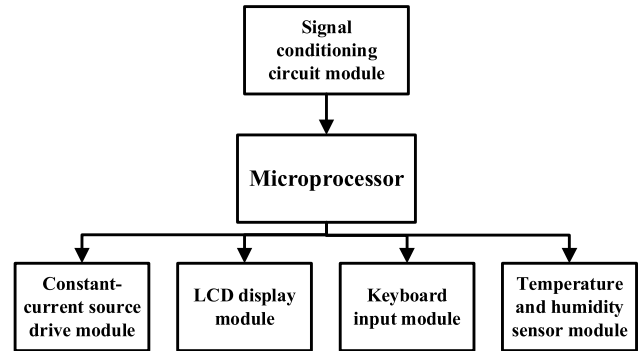 Signal
conditioning
circuit module
Microprocessor
Constant-
current source
drive module
LCD display
module
Keyboard
input module
Temperature
and humidity
sensor module